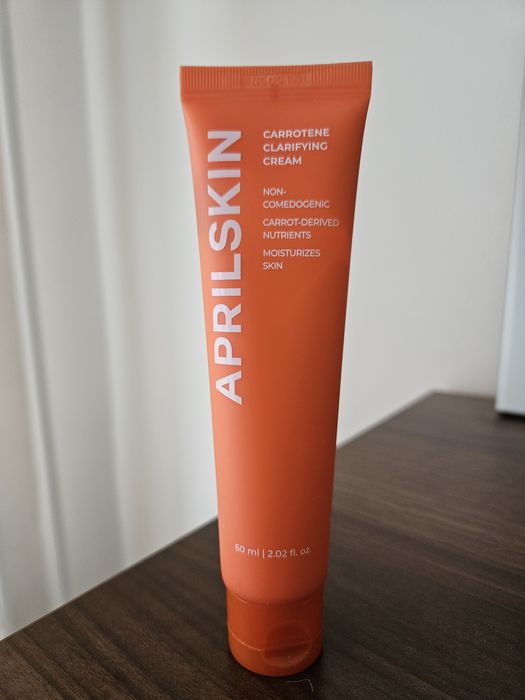 APRILSKIN
CARROTENE
CLARIFYING
CREAM
NON-
COMEDOGENIC
CARROT-DERIVED
NUTRIENTS
MOISTURIZES
SKIN
60 ml | 2.02 fl. oz.